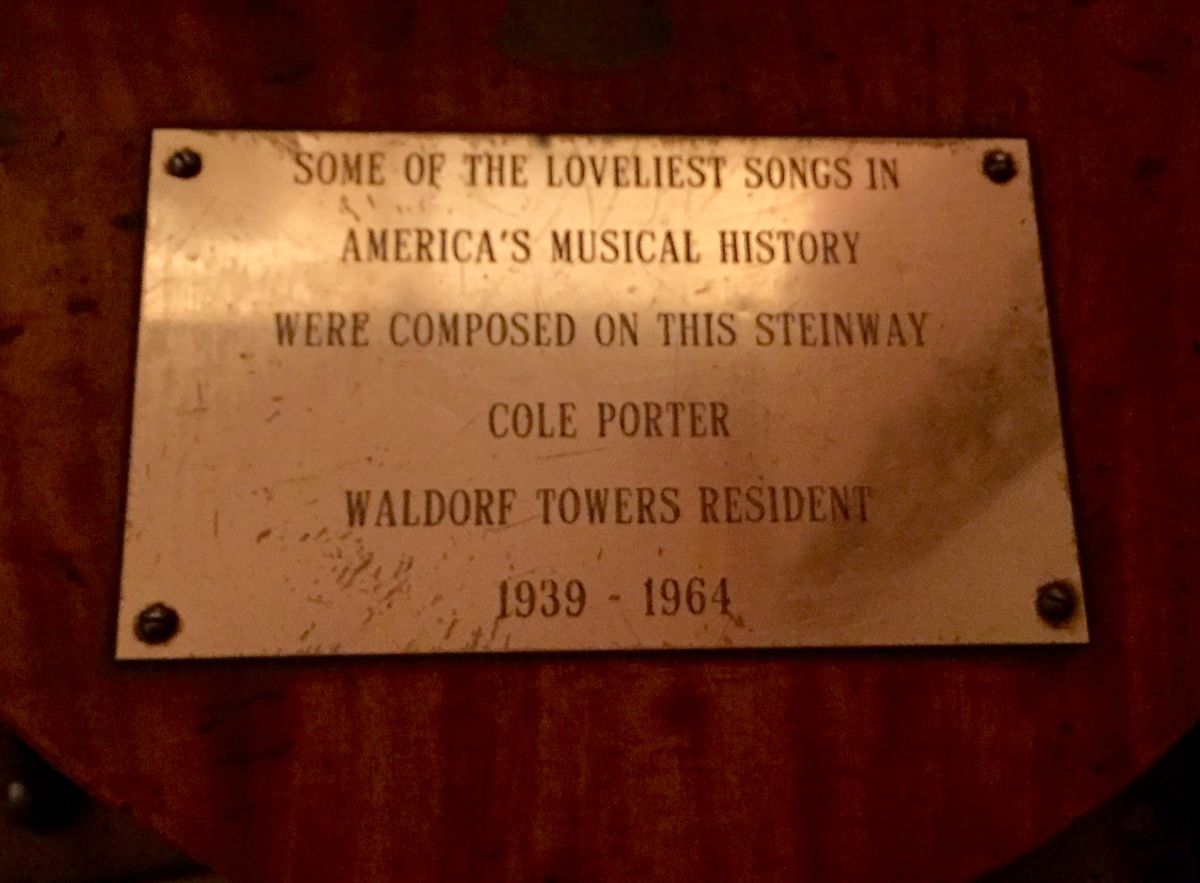 SOME OF THE LOVELIEST SONGS IN
AMERICA'S MUSICAL HISTORY
WERE COMPOSED ON THIS STEINWAY
COLE PORTER
WALDORF TOWERS RESIDENT
1939 - 1964